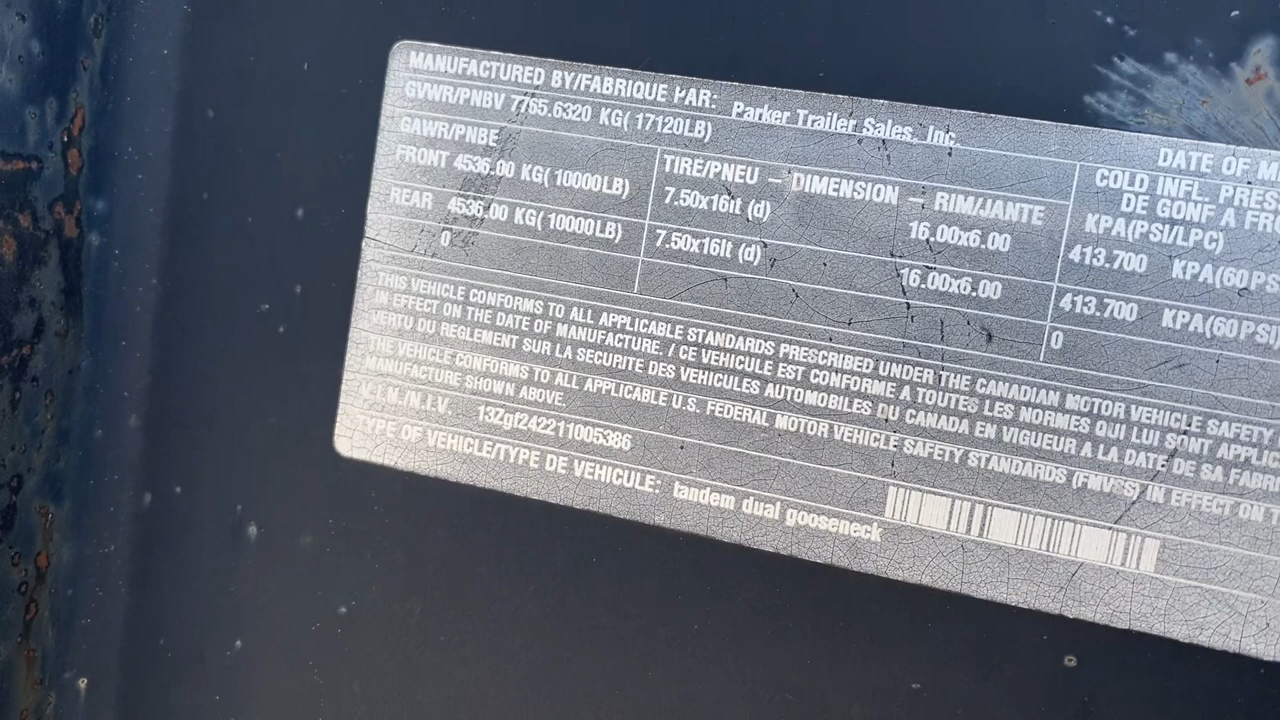 MANUFACTURED BY/FABRIQUE PAR: Parker Trailer Sales, Inc. DATE OF M
GVWR/PNBV 7765.6320 KG( 17120LB)
GAWR/PNBE TIRE/PNEU – DIMENSION – RIM/JANTE COLD INFL. PRES
DE GONF A FRO
KPA(PSI/LPC)
FRONT 4536.00 KG( 10000LB) 7.50x16lt (d) 16.00x6.00 413.700 KPA(60PS
REAR 4536.00 KG( 10000LB) 7.50x16lt (d) 16.00x6.00 413.700 KPA(60PSI/
0 0
THIS VEHICLE CONFORMS TO ALL APPLICABLE STANDARDS PRESCRIBED UNDER THE CANADIAN MOTOR VEHICLE SAFETY
IN EFFECT ON THE DATE OF MANUFACTURE. / CE VEHICULE EST CONFORME A TOUTES LES NORMES QUI LUI SONT APPLIC
VERTU DU REGLEMENT SUR LA SECURITE DES VEHICULES AUTOMOBILES DU CANADA EN VIGUEUR A LA DATE DE SA FABRI
THE VEHICLE CONFORMS TO ALL APPLICABLE U.S. FEDERAL MOTOR VEHICLE SAFETY STANDARDS (FMVSS) IN EFFECT ON T
MANUFACTURE SHOWN ABOVE.
V.I.N./N.I.V. 13Zgf242211005386
TYPE OF VEHICLE/TYPE DE VEHICULE: tandem dual gooseneck